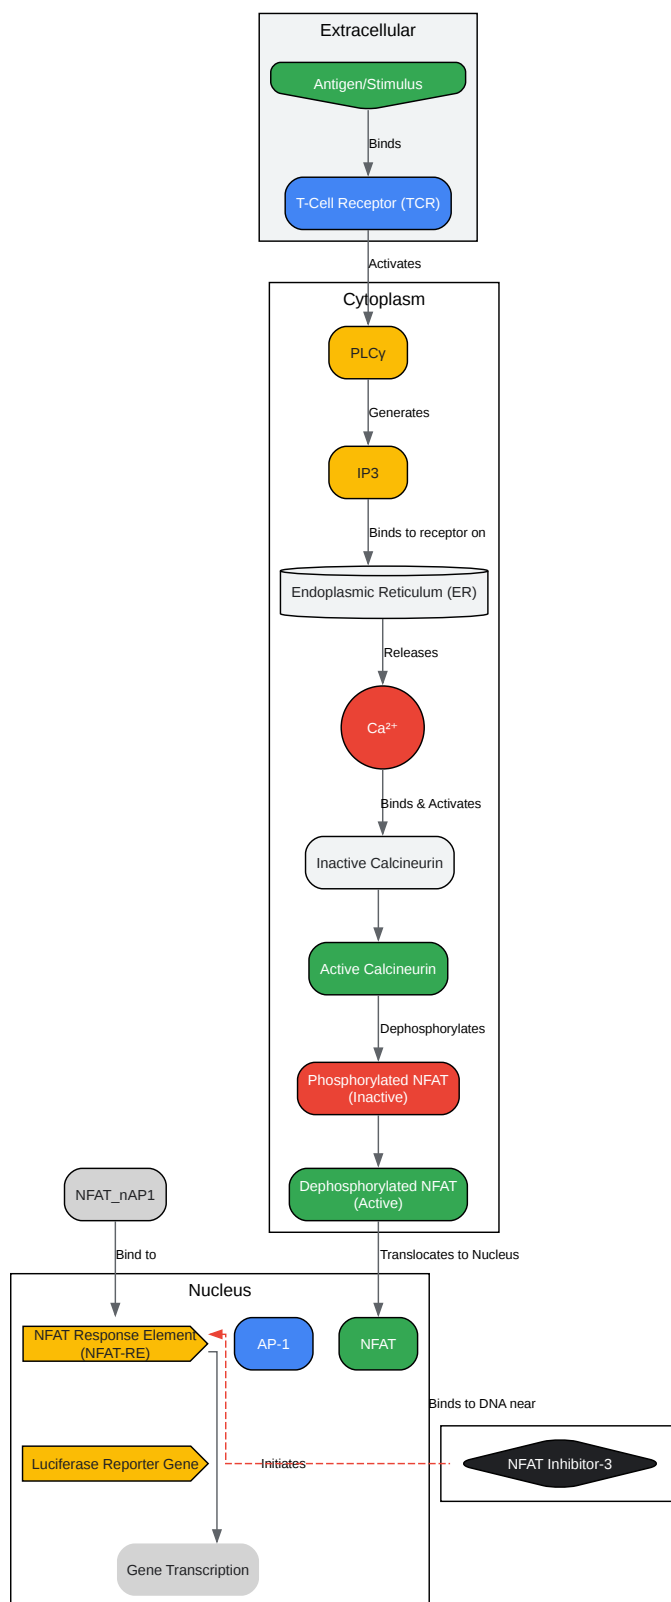 Extracellular
Antigen/Stimulus
Binds
T-Cell Receptor (TCR)
Activates
Cytoplasm
PLCγ
Generates
IP3
Binds to receptor on
Endoplasmic Reticulum (ER)
Releases
Ca²⁺
Binds & Activates
Inactive Calcineurin
Active Calcineurin
Dephosphorylates
Phosphorylated NFAT
(Inactive)
Dephosphorylated NFAT
(Active)
NFAT_nAP1
Bind to
Translocates to Nucleus
Nucleus
NFAT Response Element
(NFAT-RE)
AP-1
NFAT
Binds to DNA near
Luciferase Reporter Gene
Initiates
NFAT Inhibitor-3
Gene Transcription